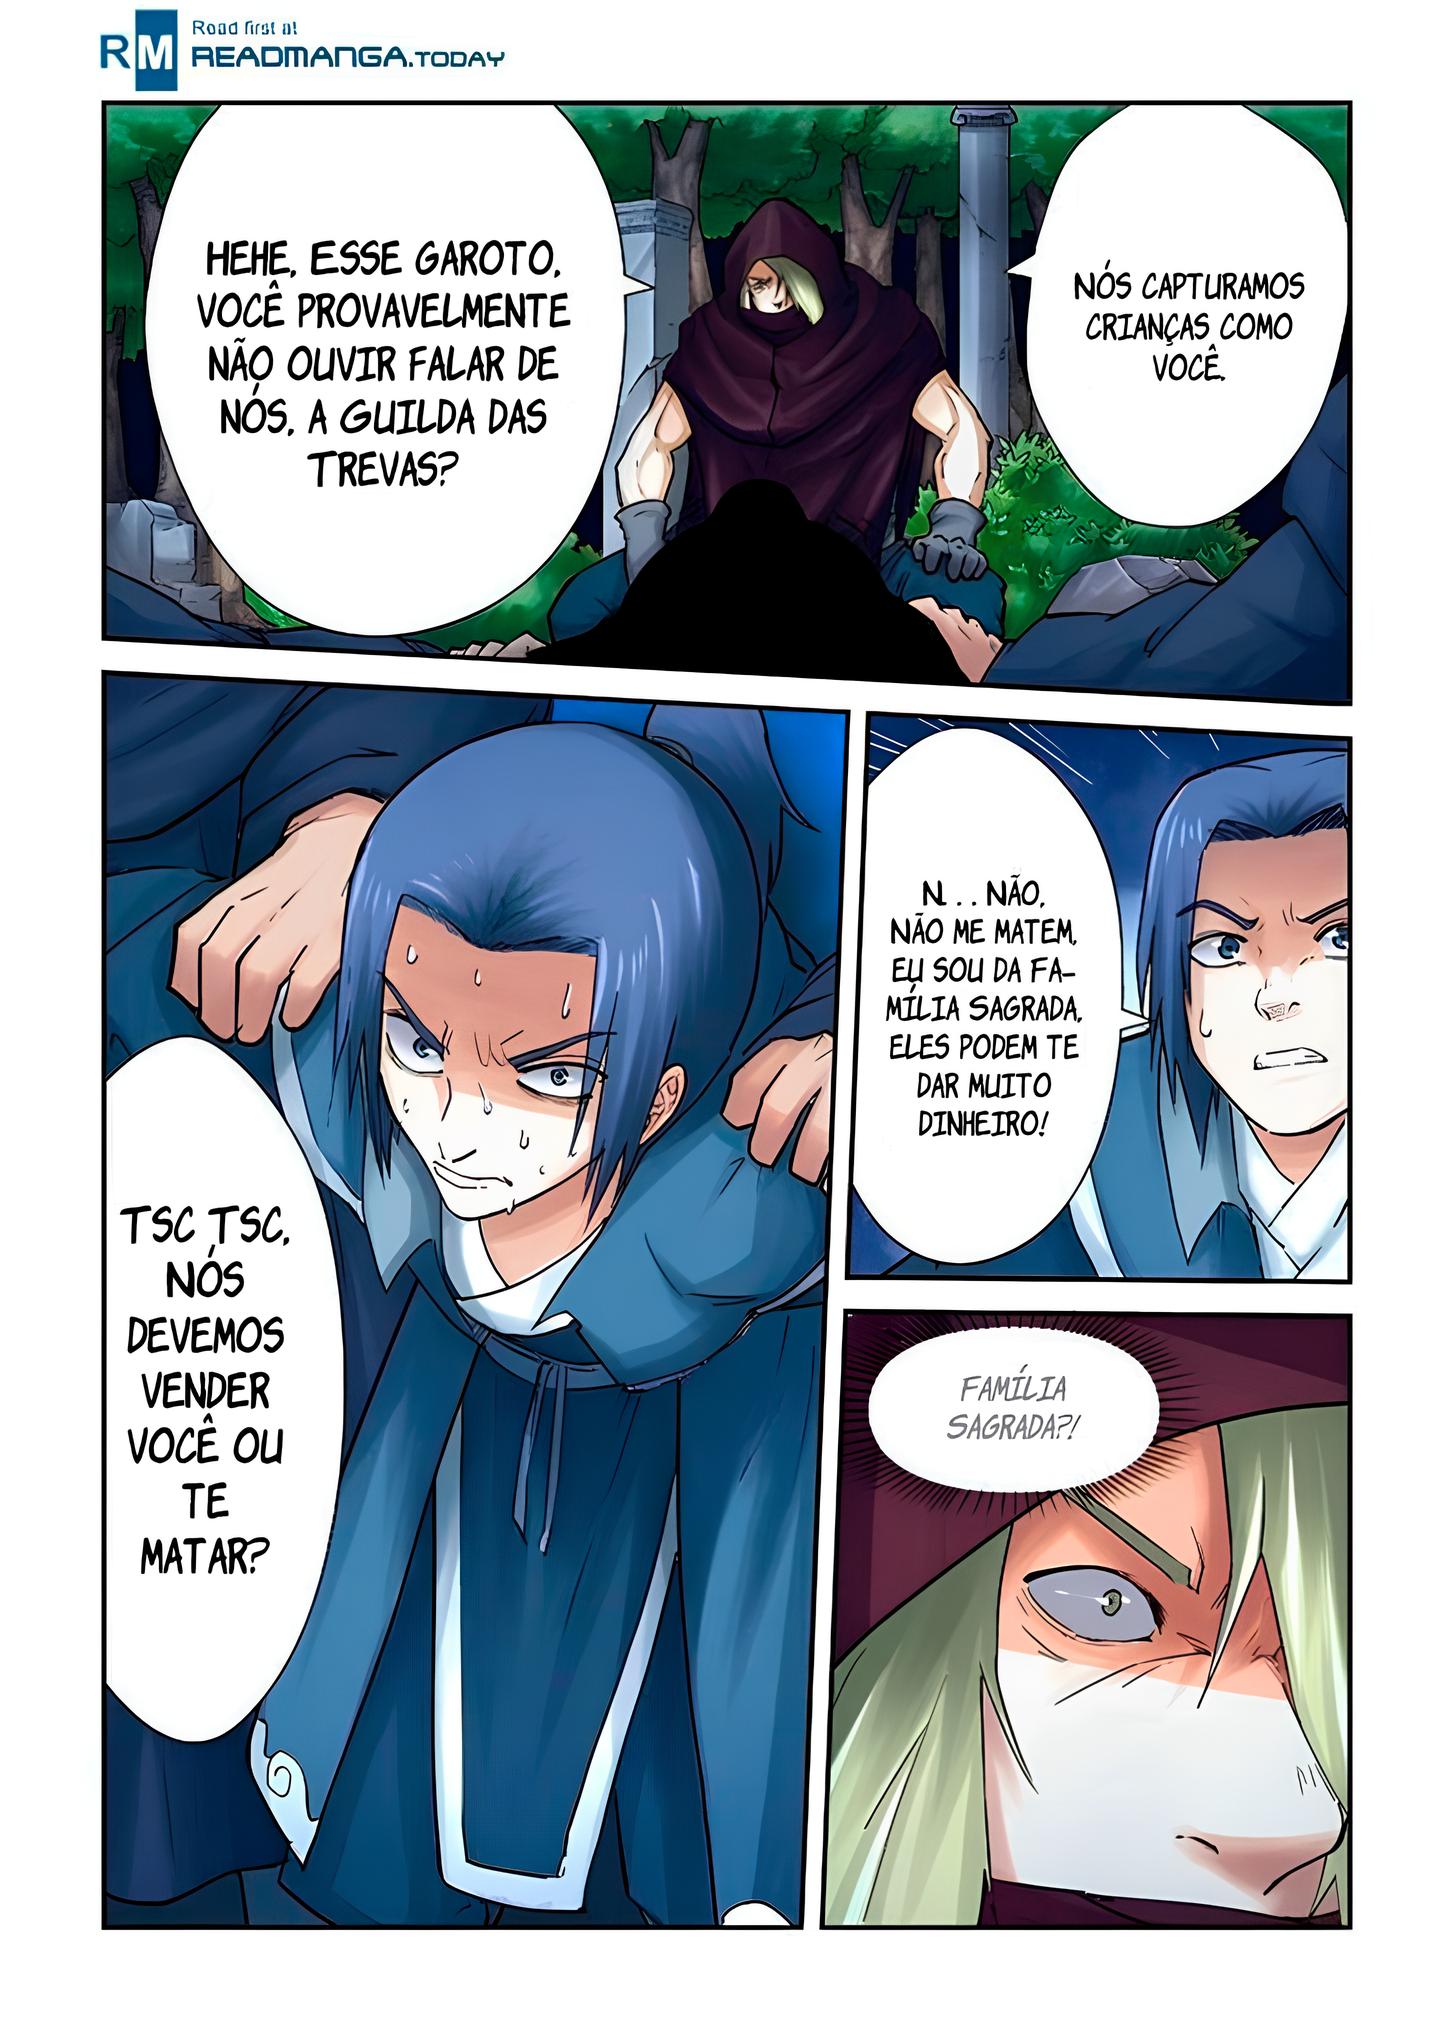 RM
Read first at
READMANGA.TODAY
HEHE, ESSE GAROTO,
VOCÊ PROVAVELMENTE
NÃO OUVIR FALAR DE
NÓS, A GUILDA DAS
TREVAS?
NÓS CAPTURAMOS
CRIANÇAS COMO
VOCÊ.
TSC TSC,
NÓS
DEVEMOS
VENDER
VOCÊ OU
TE
MATAR?
N...NÃO,
NÃO ME MATEM,
EU SOU DA FA-
MÍLIA SAGRADA,
ELES PODEM TE
DAR MUITO
DINHEIRO!
FAMÍLIA
SAGRADA?!